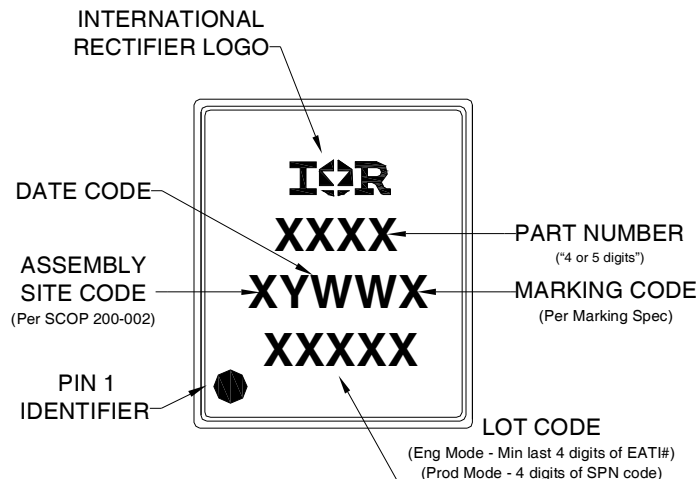 INTERNATIONAL
RECTIFIER LOGO
IOR
DATE CODE
XXXX
PART NUMBER
("4 or 5 digits")
ASSEMBLY
SITE CODE
(Per SCOP 200-002)
XYWWX
MARKING CODE
(Per Marking Spec)
XXXXX
PIN 1
IDENTIFIER
LOT CODE
(Eng Mode - Min last 4 digits of EATI#)
(Prod Mode - 4 digits of SPN code)